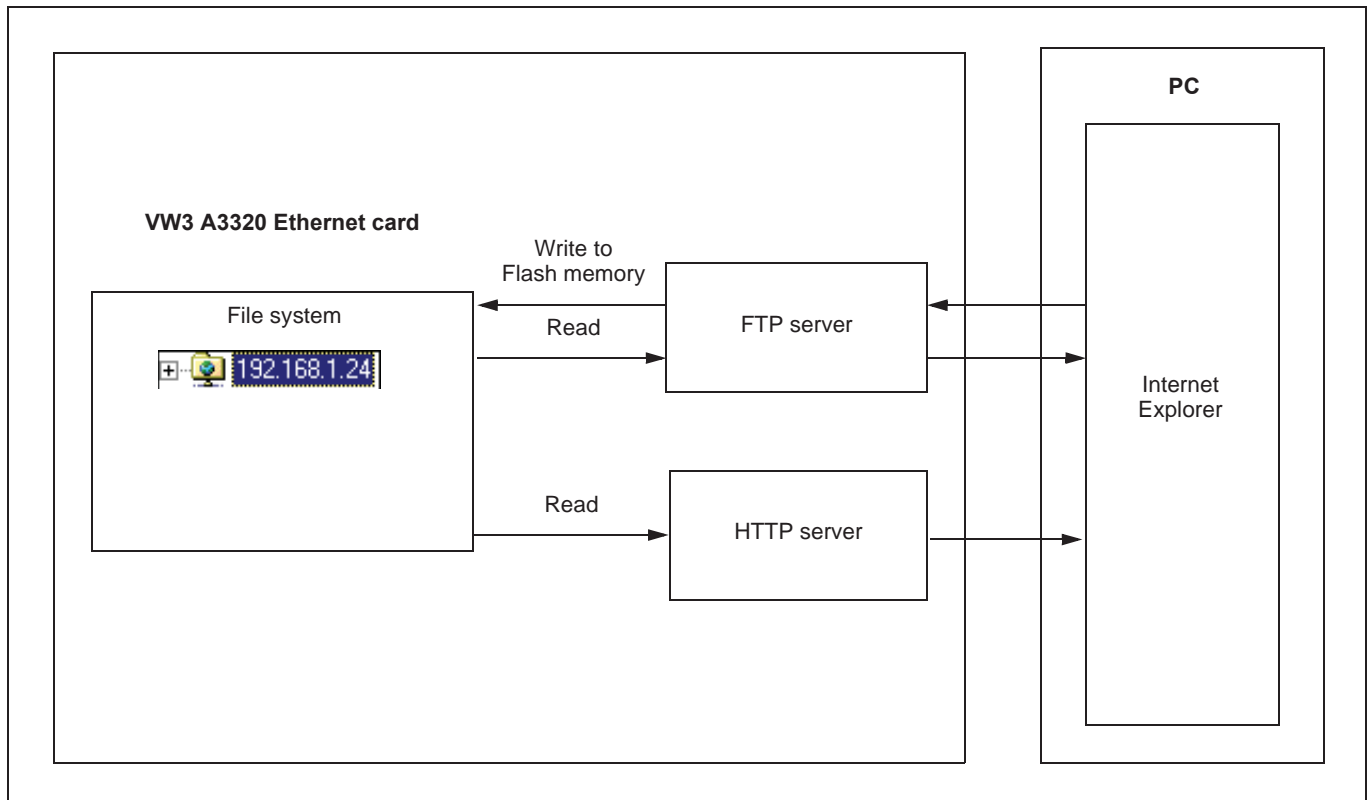 PC
VW3 A3320 Ethernet card
Write to
Flash memory
File system
Read
FTP server
192.168.1.24
Internet
Explorer
Read
HTTP server